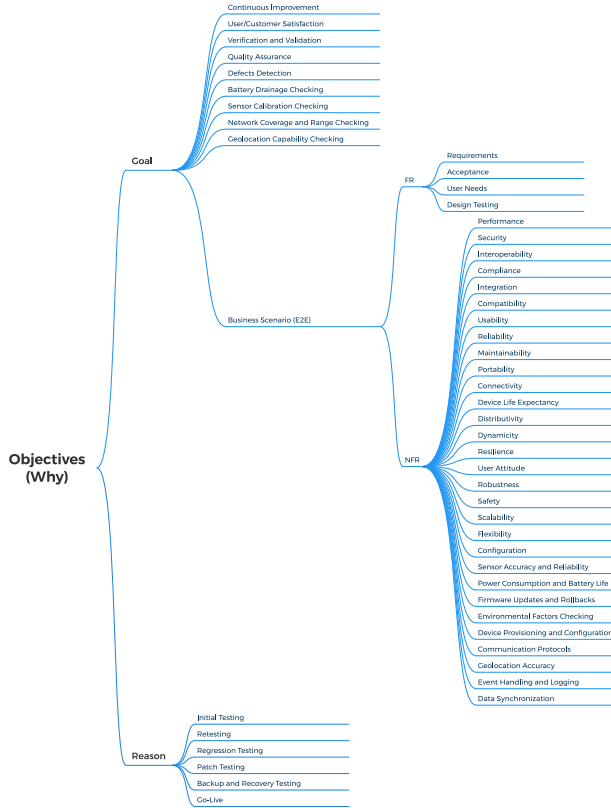 Objectives
(Why)
Goal
Continuous Improvement
User/Customer Satisfaction
Verification and Validation
Quality Assurance
Defects Detection
Battery Drainage Checking
Sensor Calibration Checking
Network Coverage and Range Checking
Geolocation Capability Checking
Business Scenario (E2E)
FR
Requirements
Acceptance
User Needs
Design Testing
NFR
Performance
Security
Interoperability
Compliance
Integration
Compatibility
Usability
Reliability
Maintainability
Portability
Connectivity
Device Life Expectancy
Distributivity
Dynamicity
Resilience
User Attitude
Robustness
Safety
Scalability
Flexibility
Configuration
Sensor Accuracy and Reliability
Power Consumption and Battery Life
Firmware Updates and Rollbacks
Environmental Factors Checking
Device Provisioning and Configuration
Communication Protocols
Geolocation Accuracy
Event Handling and Logging
Data Synchronization
Reason
Initial Testing
Retesting
Regression Testing
Patch Testing
Backup and Recovery Testing
Go-Live